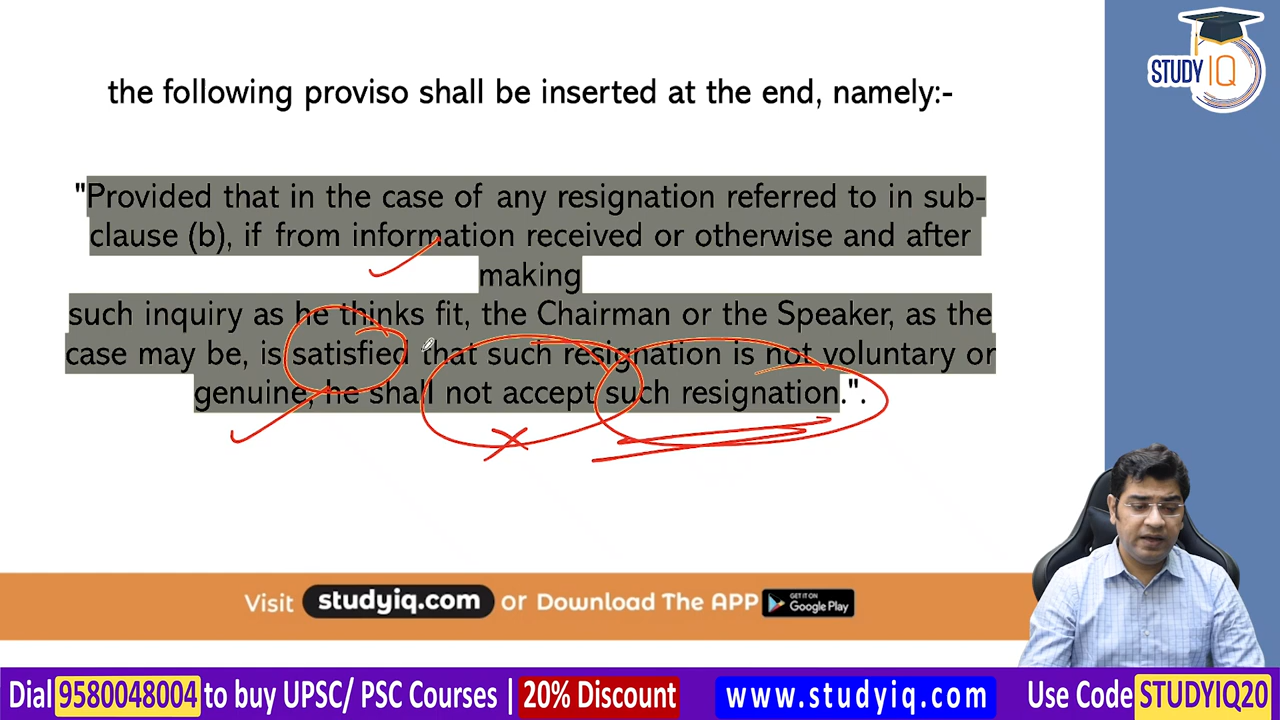 the following proviso shall be inserted at the end, namely:-
STUDY IQ
"Provided that in the case of any resignation referred to in sub-
clause (b), if from information received or otherwise and after
making
such inquiry as he thinks fit, the Chairman or the Speaker, as the
case may be, is satisfied that such resignation is not voluntary or
genuine, he shall not accept such resignation.".
Visit studyiq.com or Download The APP GET IT ON Google Play
Dial 9580048004 to buy UPSC/ PSC Courses | 20% Discount www.studyiq.com Use Code STUDYIQ20